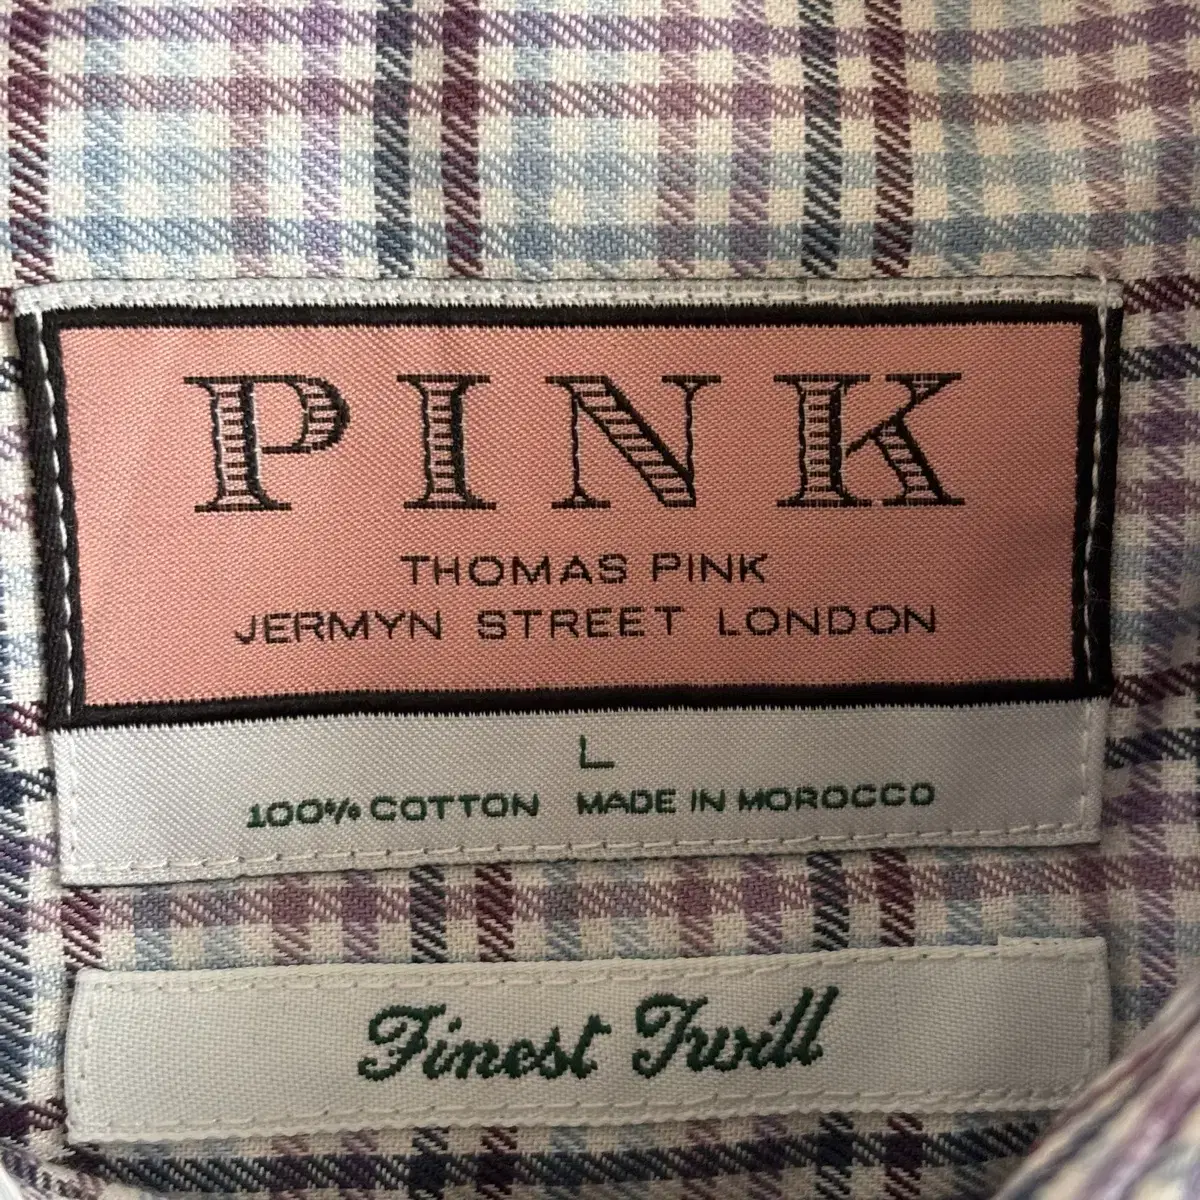 PINK
THOMAS PINK
JERMYN STREET LONDON
L
100% COTTON MADE IN MOROCCO
Finest Twill